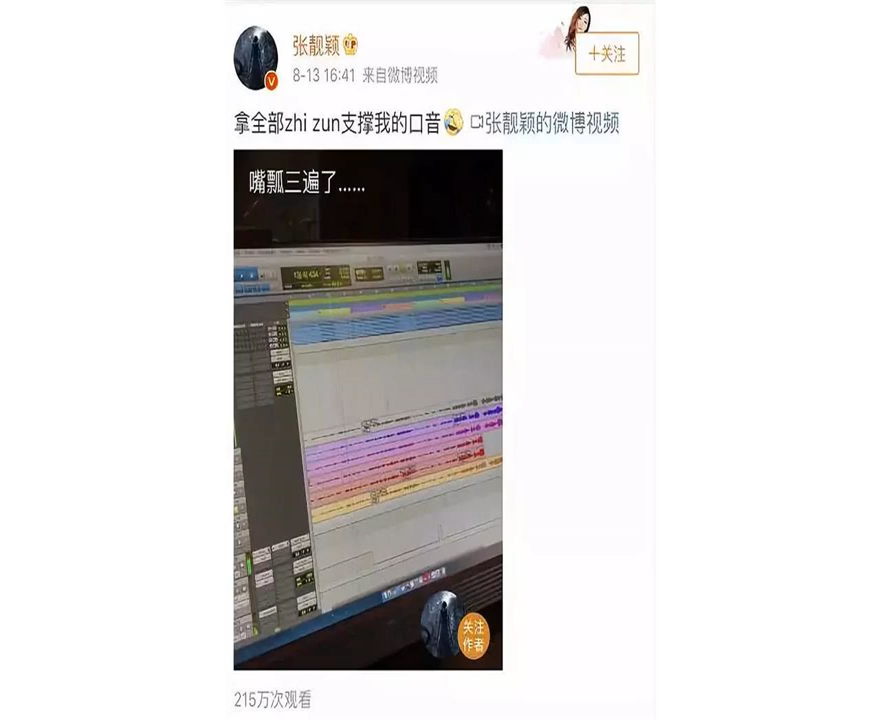 张靓颖
+关注
8-13 16:41 来自微博视频
拿全部zhi zun支撑我的口音 张靓颖的微博视频
嘴瓢三遍了......
关注
作者
215万次观看